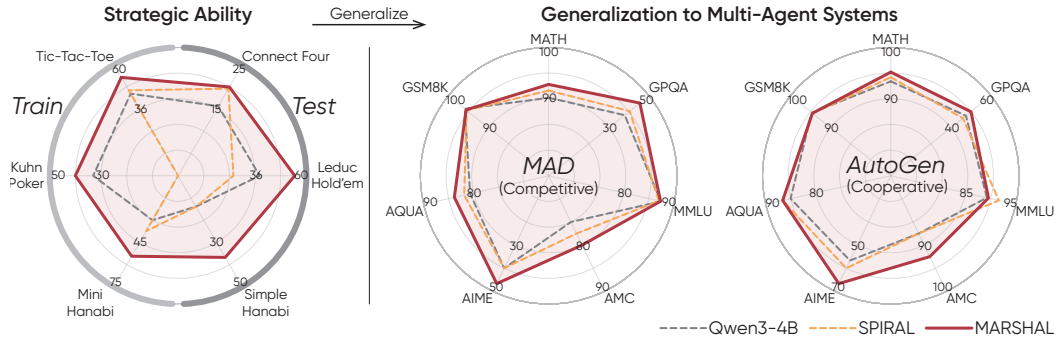 Strategic Ability
Generalize
Generalization to Multi-Agent Systems
Train
Test
Tic-Tac-Toe
60
36
Connect Four
25
15
Kuhn
Poker
50
30
Leduc
Hold'em
60
36
Mini
Hanabi
75
45
Simple
Hanabi
50
30
MATH
100
90
GPQA
50
30
GSM8K
100
90
MAD
(Competitive)
AQUA
90
80
MMLU
90
80
AIME
50
30
AMC
90
80
MATH
100
90
GPQA
60
40
GSM8K
100
90
AutoGen
(Cooperative)
AQUA
90
80
MMLU
95
85
AIME
70
50
AMC
100
90
Qwen3-4B
SPIRAL
MARSHAL